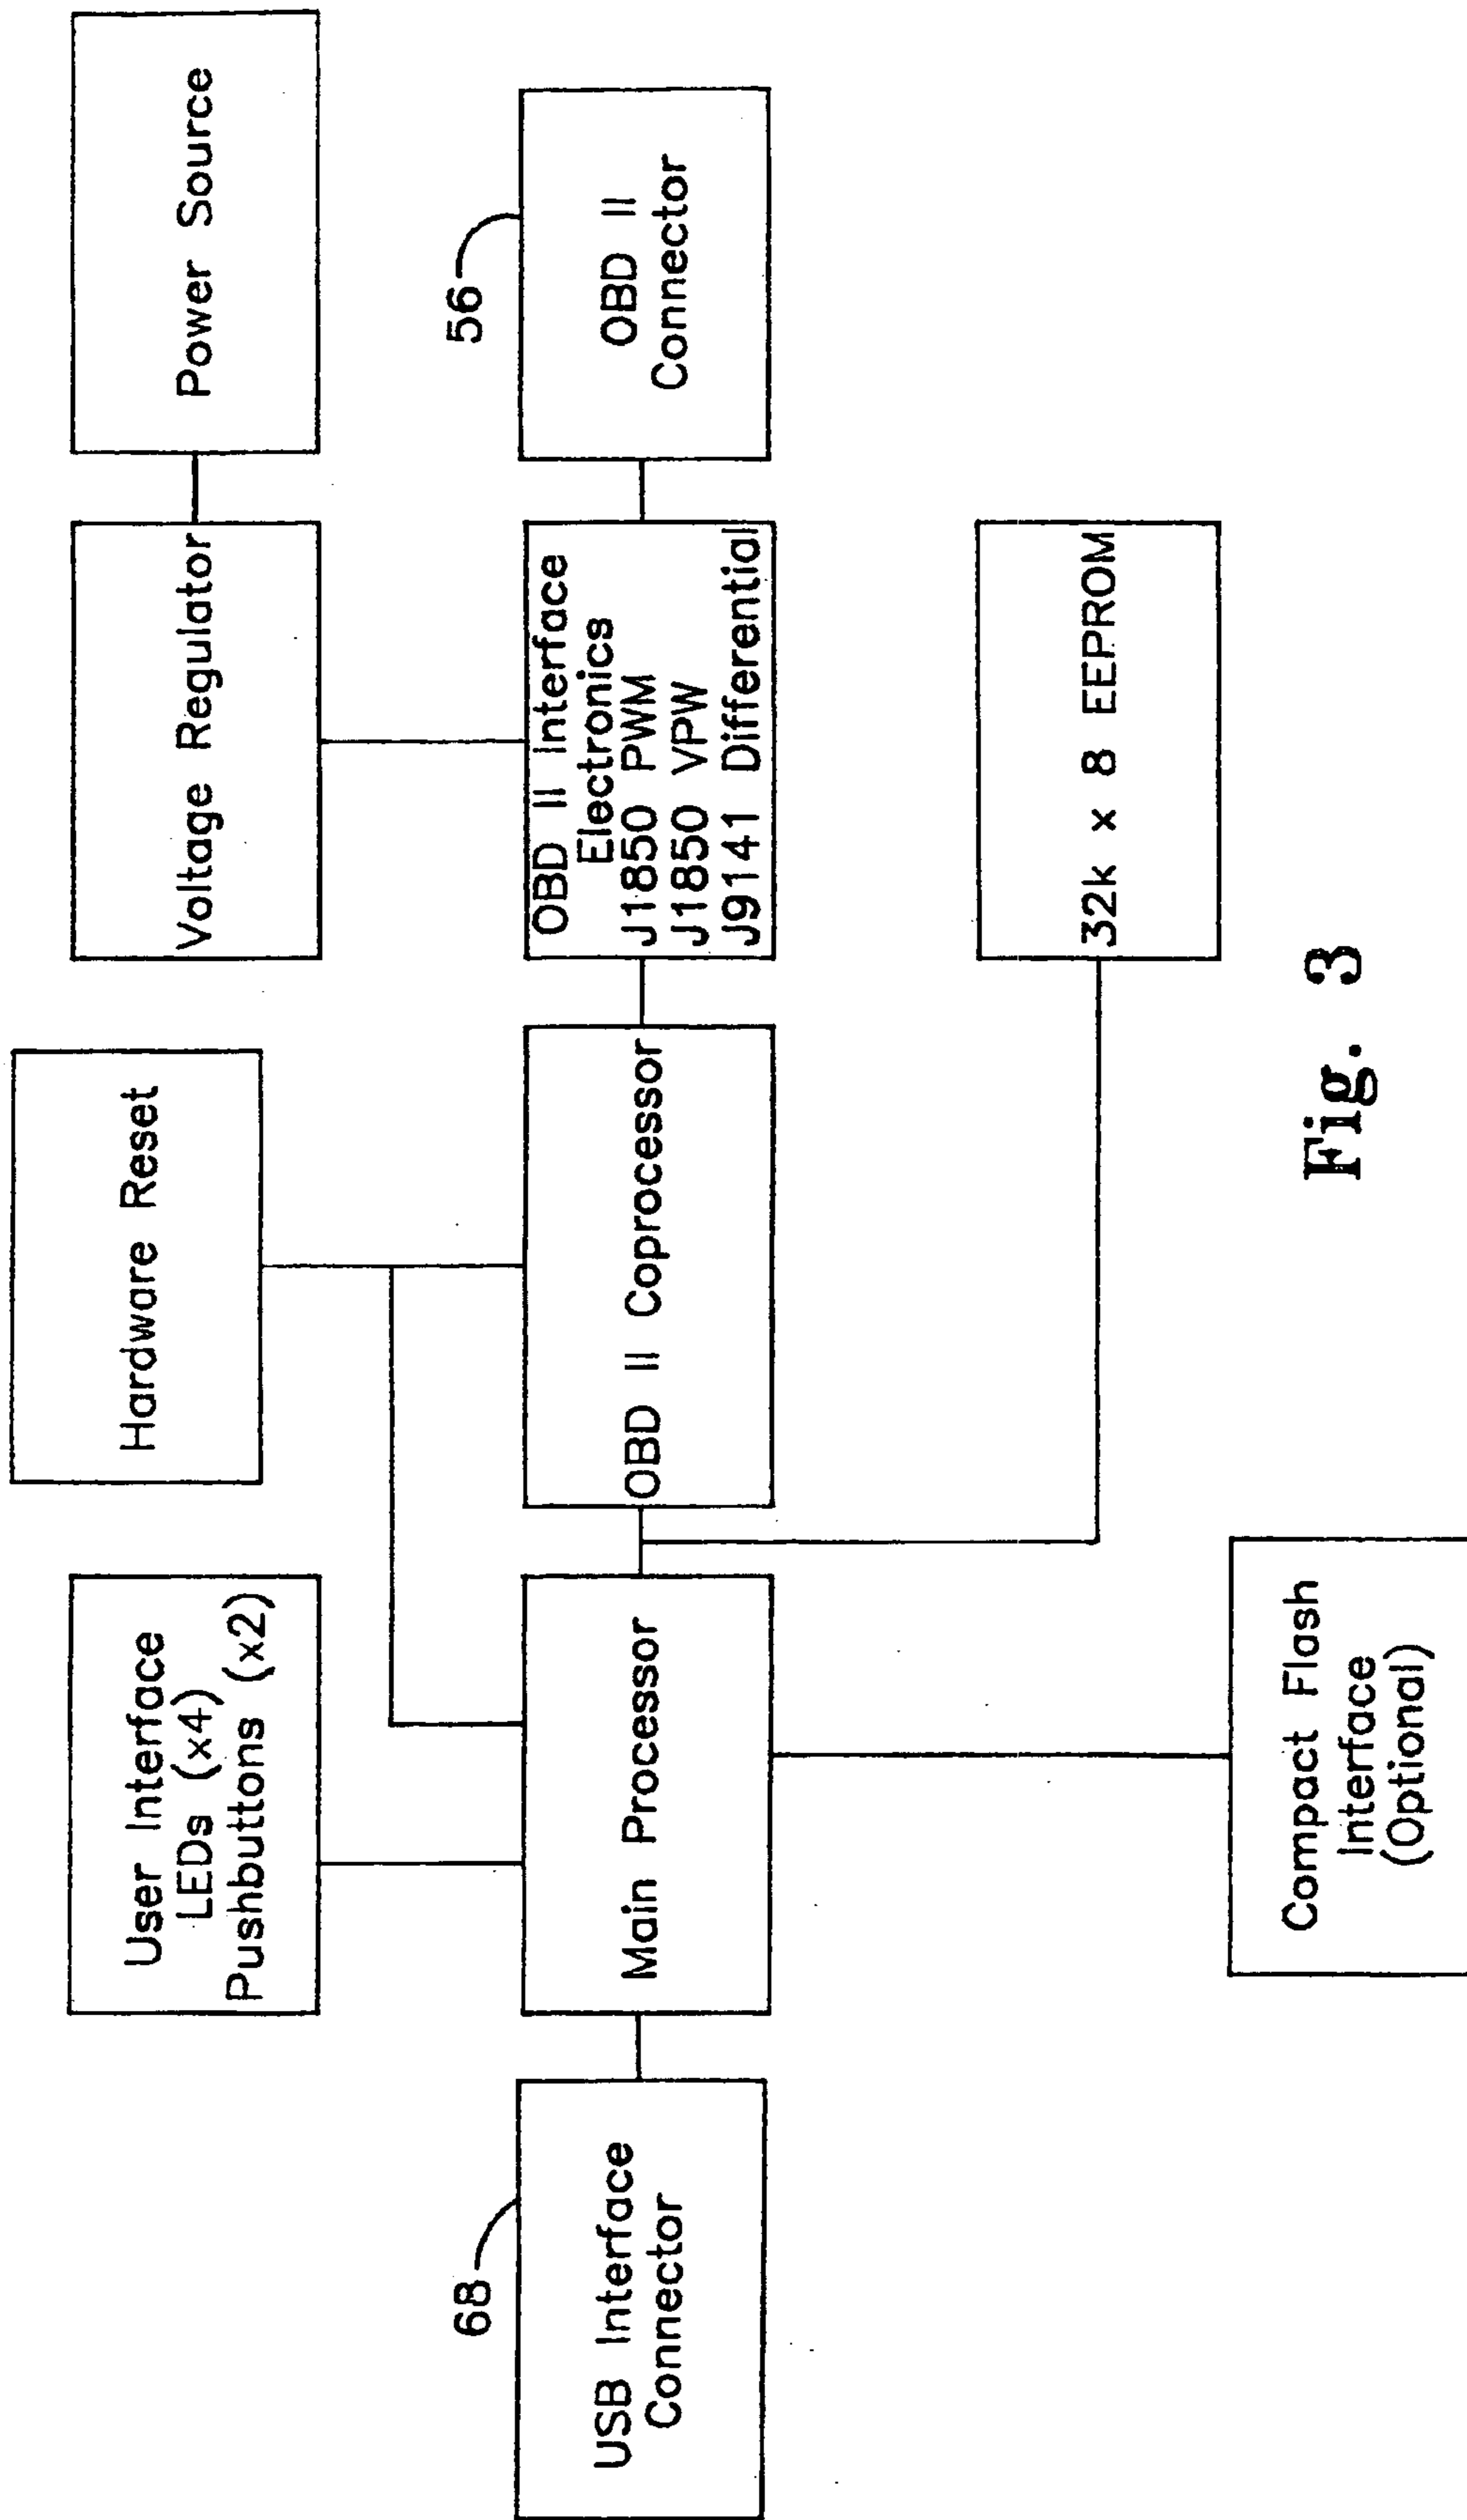 Hardware Reset
User Interface
LEDs (x4)
Pushbuttons (x2)
Voltage Regulator
Power Source
68
56
USB Interface
Connector
Main Processor
OBD II Coprocessor
OBD II Interface
Electronics
J1850 PWM
J1850 VPW
J9141 Differential
OBD II
Connector
32k x 8 EEPROM
Compact Flash
Interface
(Optional)
Fig. 3